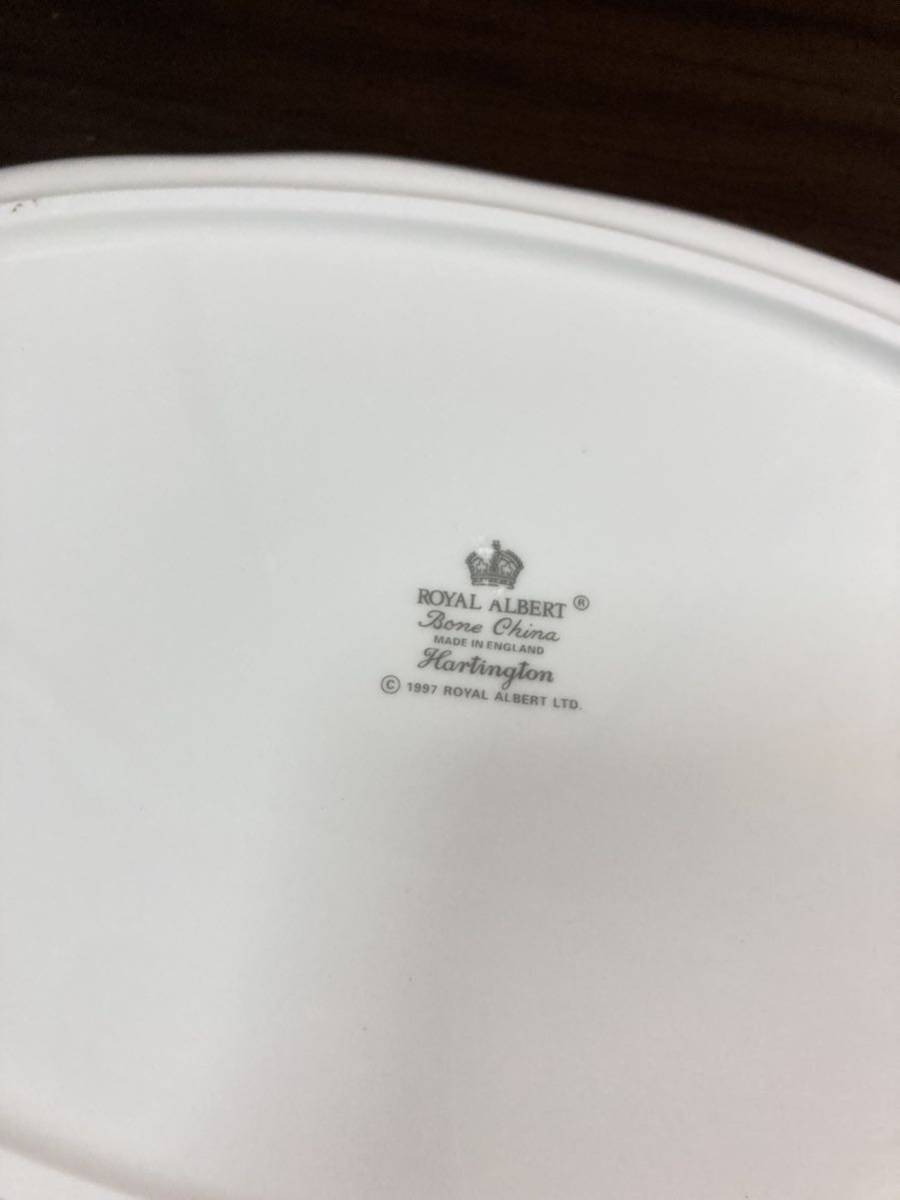 ROYAL ALBERT ®
Bone China
MADE IN ENGLAND
Hartington
© 1997 ROYAL ALBERT LTD.